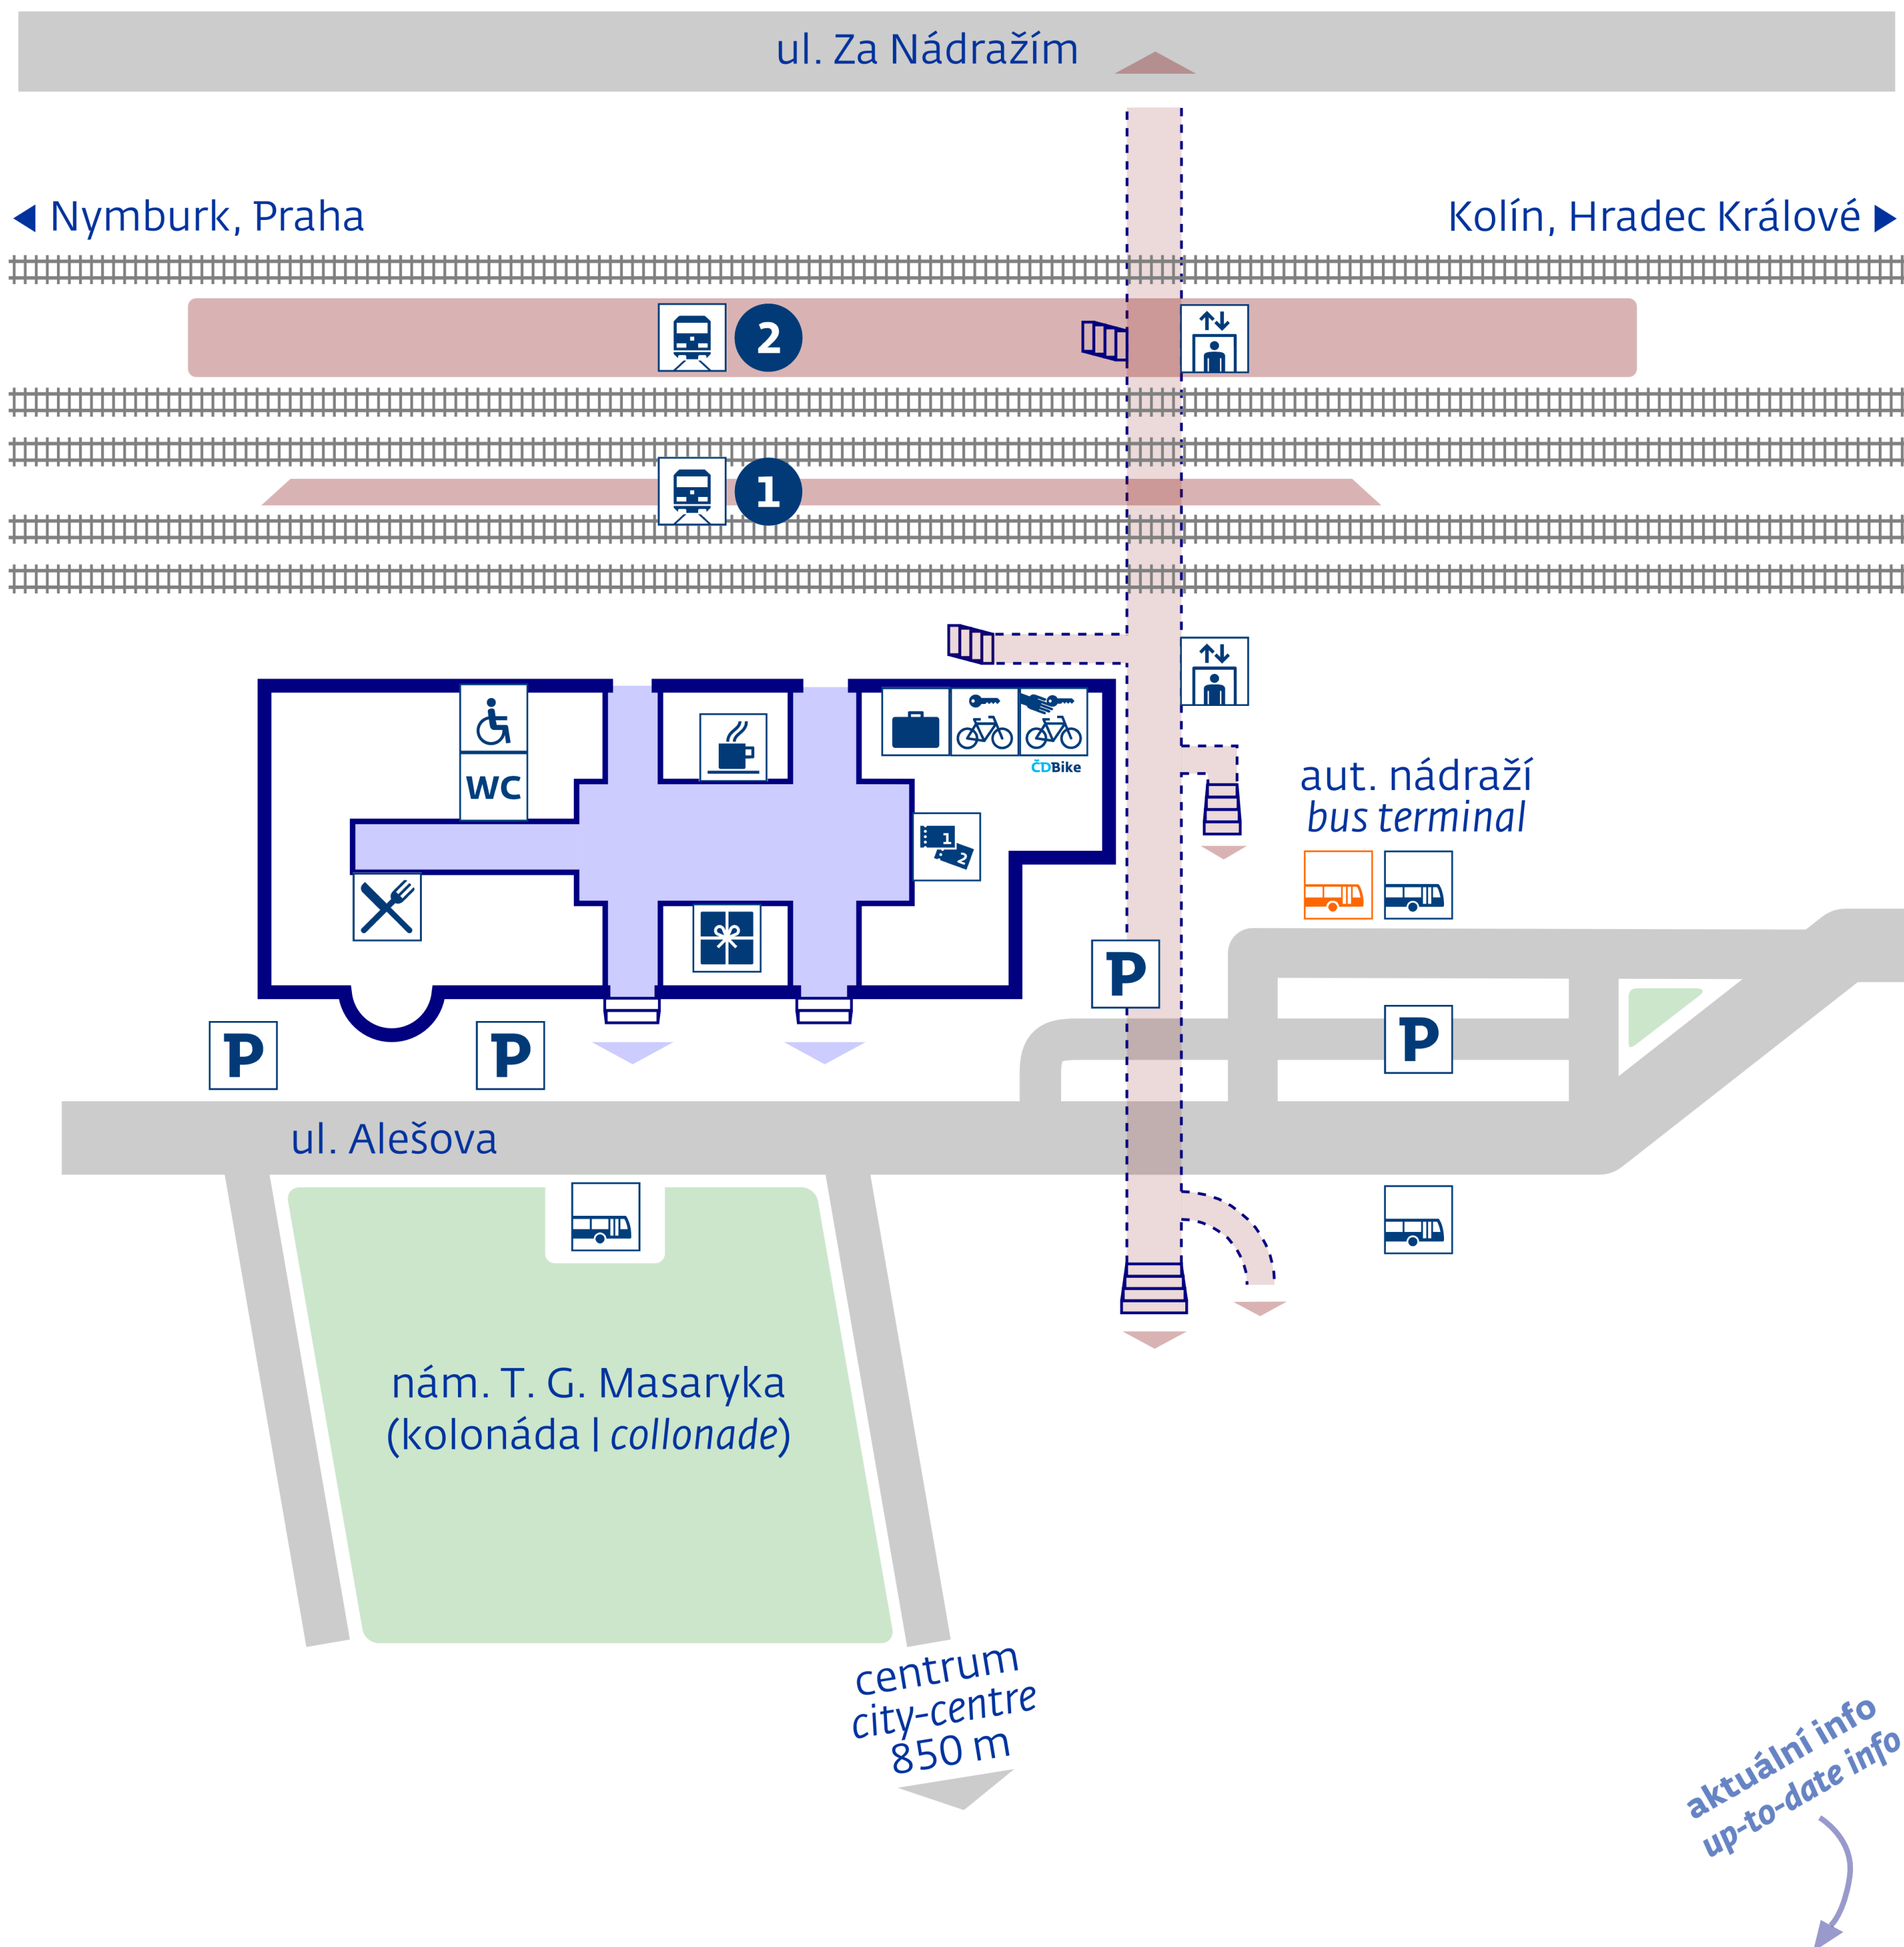 ul. Za Nádražím
Nymburk, Praha
Kolín, Hradec Králové
2
1
WC
ČDBike
1
2
aut. nádraží
bus terminal
P
P
P
P
ul. Alešova
nám. T. G. Masaryka
(kolonáda | collonade)
centrum
city-centre
850 m
aktuální info
up-to-date info